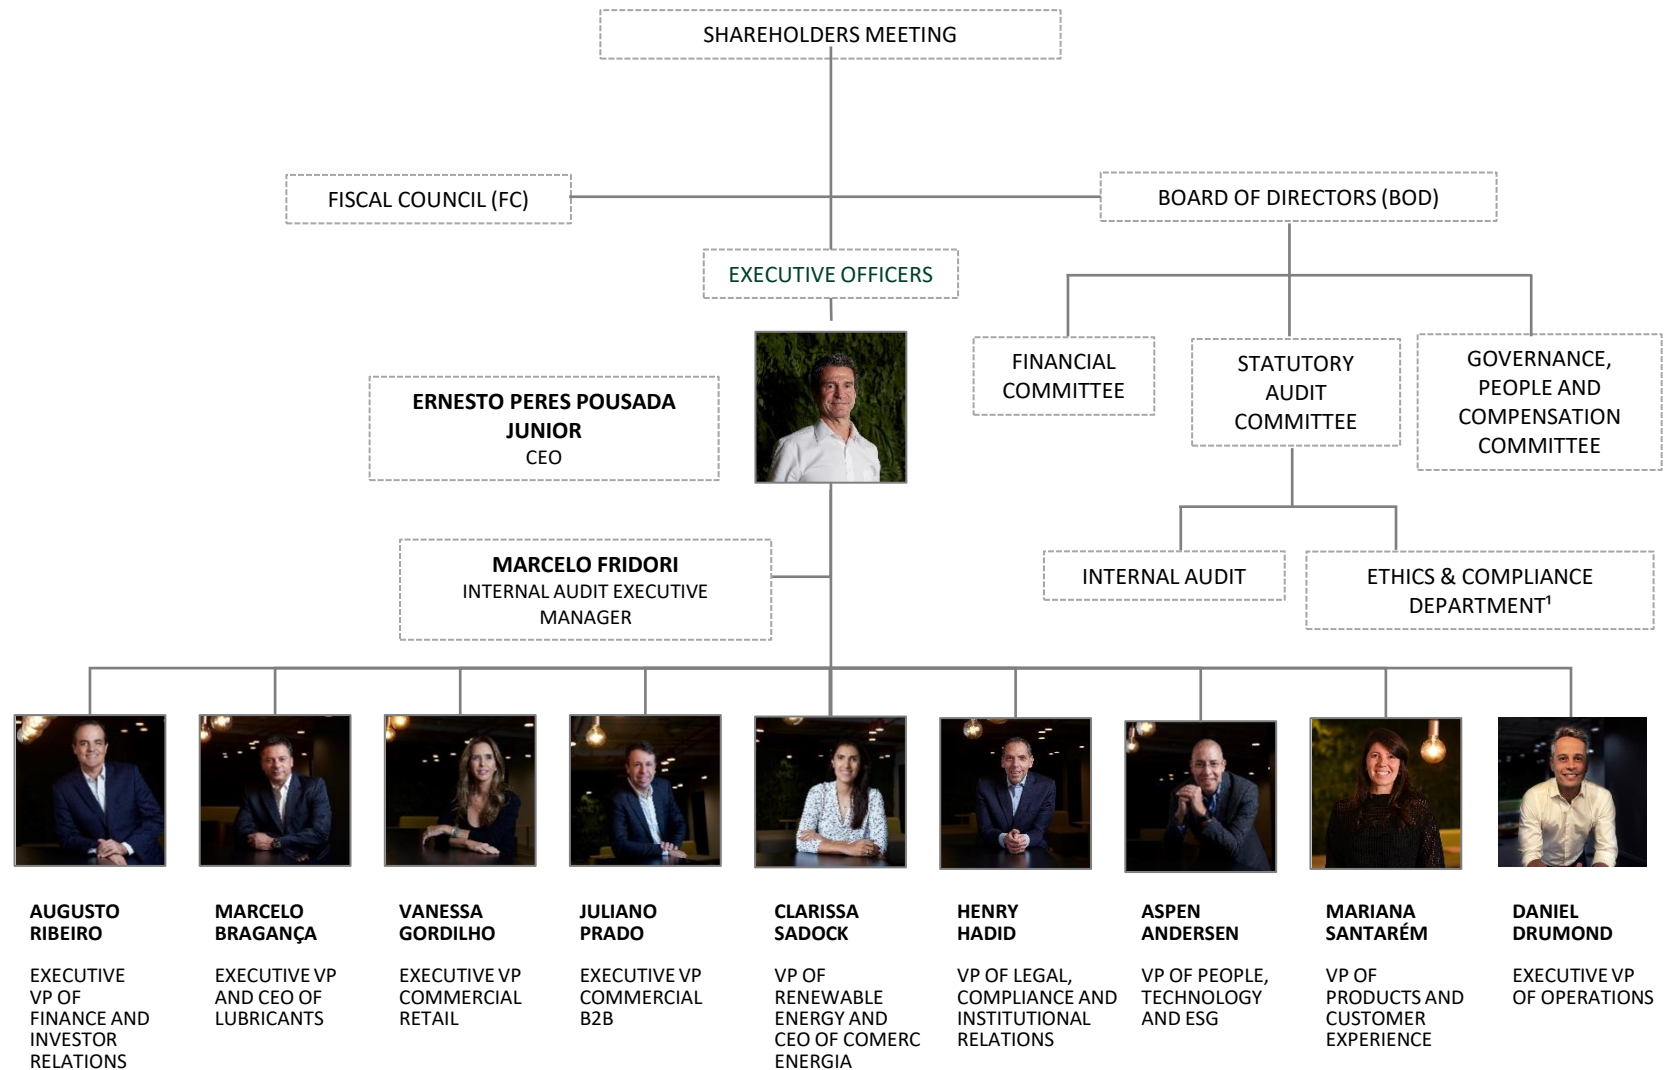 SHAREHOLDERS MEETING
FISCAL COUNCIL (FC)
BOARD OF DIRECTORS (BOD)
EXECUTIVE OFFICERS
ERNESTO PERES POUSADA
JUNIOR
CEO
FINANCIAL
COMMITTEE
STATUTORY
AUDIT
COMMITTEE
GOVERNANCE,
PEOPLE AND
COMPENSATION
COMMITTEE
MARCELO FRIDORI
INTERNAL AUDIT EXECUTIVE
MANAGER
INTERNAL AUDIT
ETHICS & COMPLIANCE
DEPARTMENT¹
AUGUSTO
RIBEIRO
EXECUTIVE
VP OF
FINANCE AND
INVESTOR
RELATIONS
MARCELO
BRAGANÇA
EXECUTIVE VP
AND CEO OF
LUBRICANTS
VANESSA
GORDILHO
EXECUTIVE VP
COMMERCIAL
RETAIL
JULIANO
PRADO
EXECUTIVE VP
COMMERCIAL
B2B
CLARISSA
SADOCK
VP OF
RENEWABLE
ENERGY AND
CEO OF COMERC
ENERGIA
HENRY
HADID
VP OF LEGAL,
COMPLIANCE AND
INSTITUTIONAL
RELATIONS
ASPEN
ANDERSEN
VP OF PEOPLE,
TECHNOLOGY
AND ESG
MARIANA
SANTARÉM
VP OF
PRODUCTS AND
CUSTOMER
EXPERIENCE
DANIEL
DRUMOND
EXECUTIVE VP
OF OPERATIONS